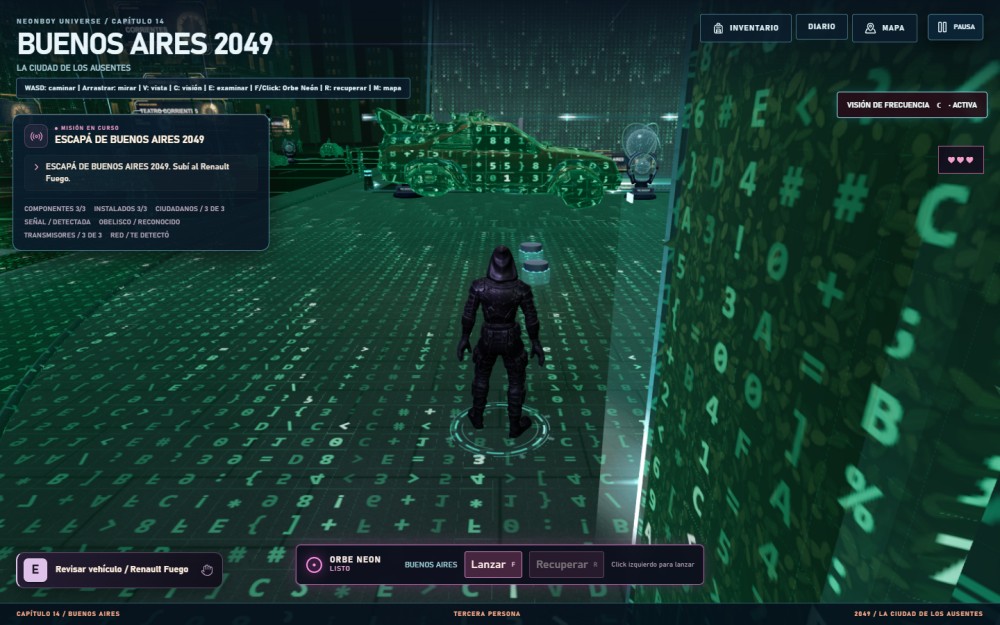 NEONBOY UNIVERSE / CAPÍTULO 14
BUENOS AIRES 2049
LA CIUDAD DE LOS AUSENTES
WASD: caminar | Arrastrar: mirar | V: vista | C: visión | E: examinar | F/Click: Orbe Neón | R: recuperar | M: mapa
INVENTARIO
DIARIO
MAPA
PAUSA
VISIÓN DE FRECUENCIA C · ACTIVA
TEATRO CORRIENTES
MISIÓN EN CURSO
ESCAPÁ DE BUENOS AIRES 2049
ESCAPÁ DE BUENOS AIRES 2049. Subí al Renault
Fuego.
COMPONENTES 3/3 INSTALADOS 3/3 CIUDADANOS / 3 DE 3
SEÑAL / DETECTADA OBELISCO / RECONOCIDO
TRANSMISORES / 3 DE 3 RED / TE DETECTÓ
E Revisar vehículo / Renault Fuego
ORBE NEON
LISTO
BUENOS AIRES
Lanzar F
Recuperar R
Click izquierdo para lanzar
CAPÍTULO 14 / BUENOS AIRES
TERCERA PERSONA
2049 / LA CIUDAD DE LOS AUSENTES